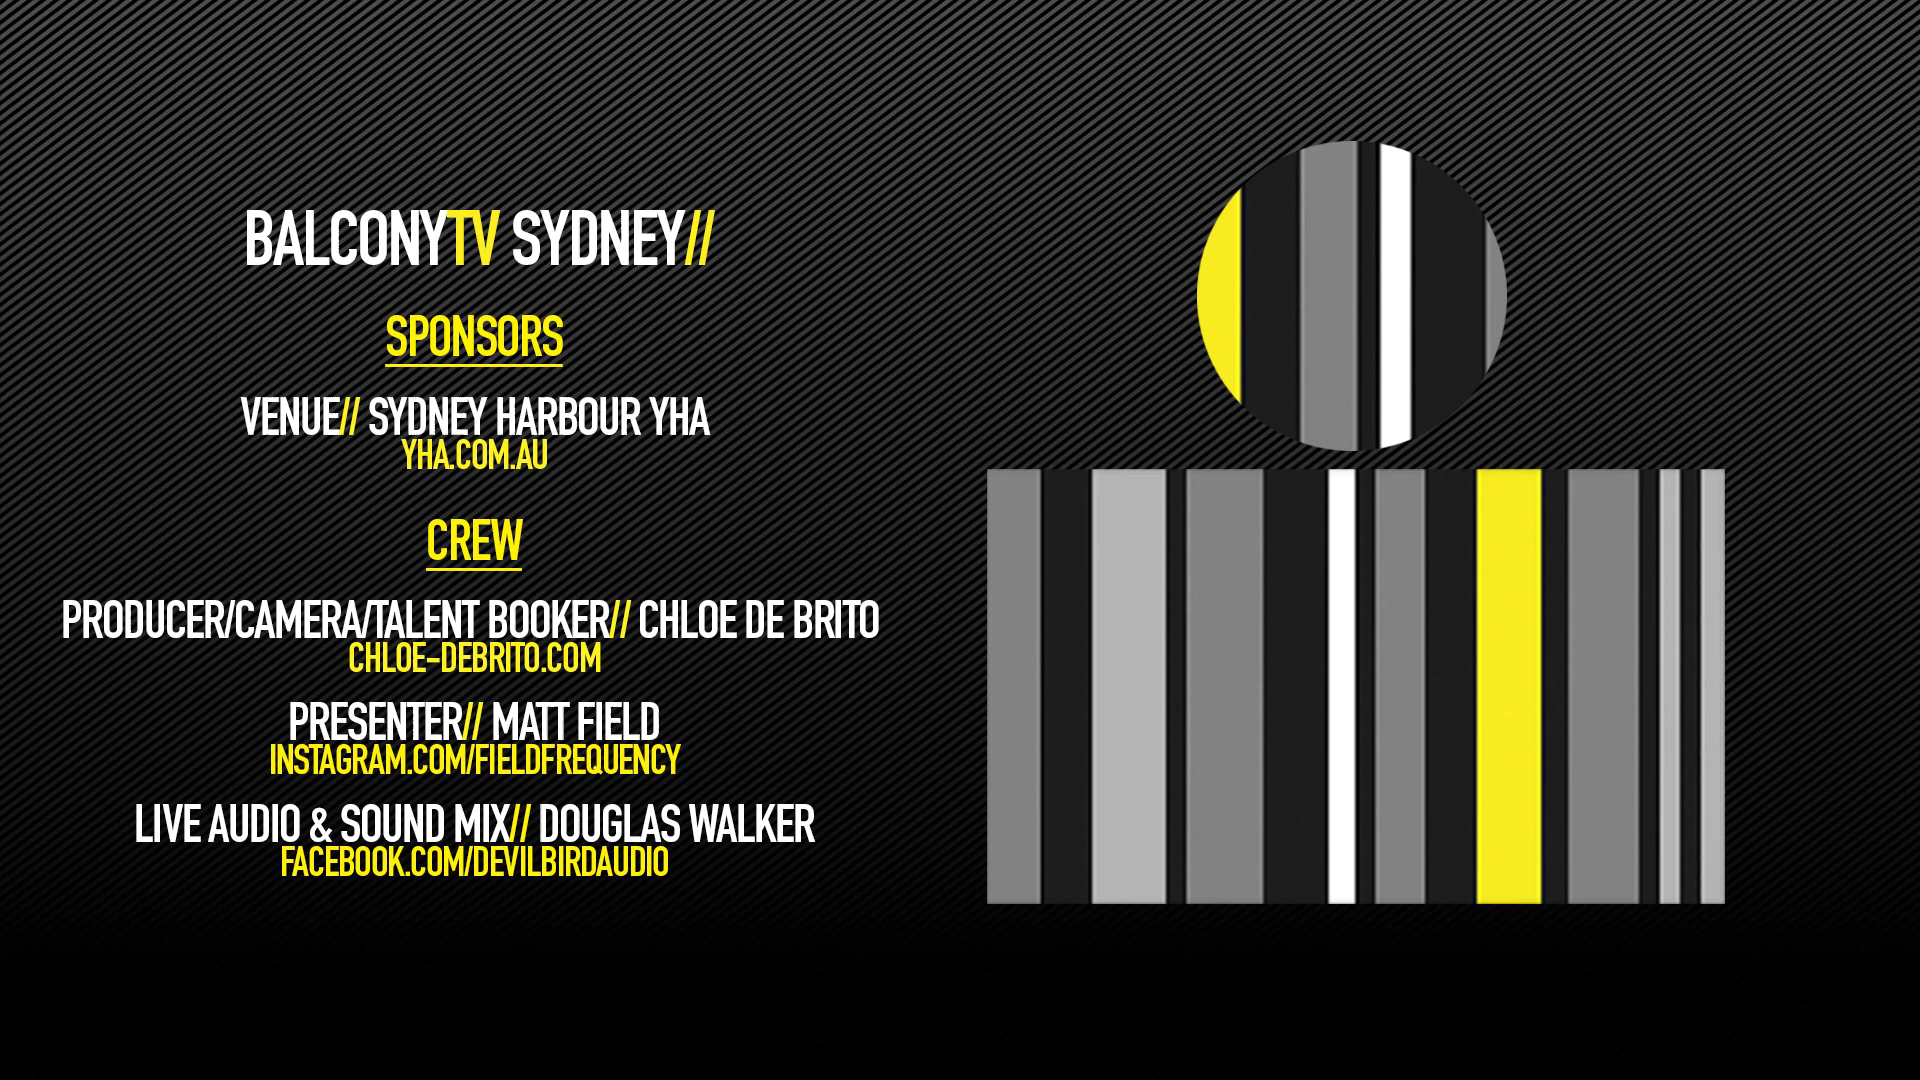 BALCONYTV SYDNEY//
SPONSORS
VENUE// SYDNEY HARBOUR YHA
YHA.COM.AU
CREW
PRODUCER/CAMERA/TALENT BOOKER// CHLOE DE BRITO
CHLOE-DEBRITO.COM
PRESENTER// MATT FIELD
INSTAGRAM.COM/FIELDFREQUENCY
LIVE AUDIO & SOUND MIX// DOUGLAS WALKER
FACEBOOK.COM/DEVILBIRDAUDIO